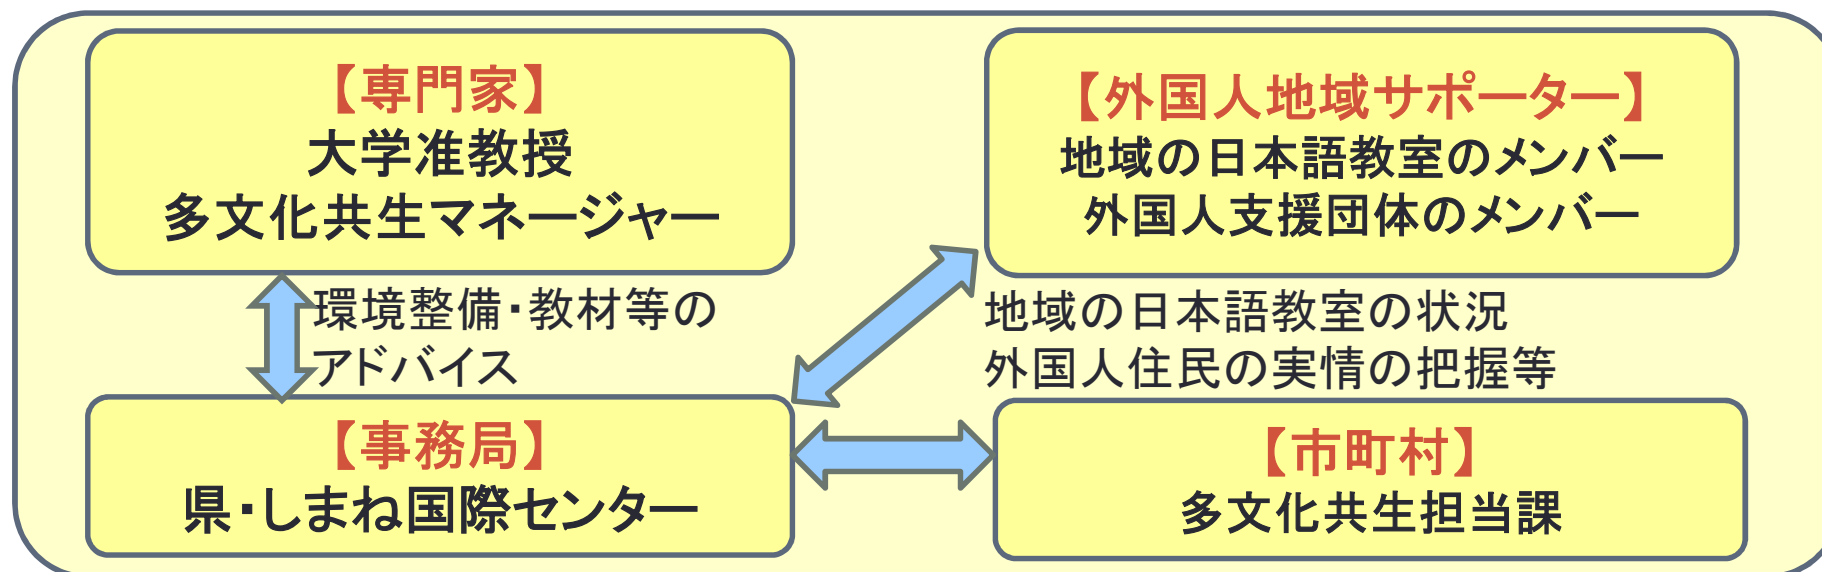 【専門家】
大学准教授
多文化共生マネージャー
【外国人地域サポーター】
地域の日本語教室のメンバー
外国人支援団体のメンバー
環境整備・教材等の
アドバイス
地域の日本語教室の状況
外国人住民の実情の把握等
【事務局】
県・しまね国際センター
【市町村】
多文化共生担当課